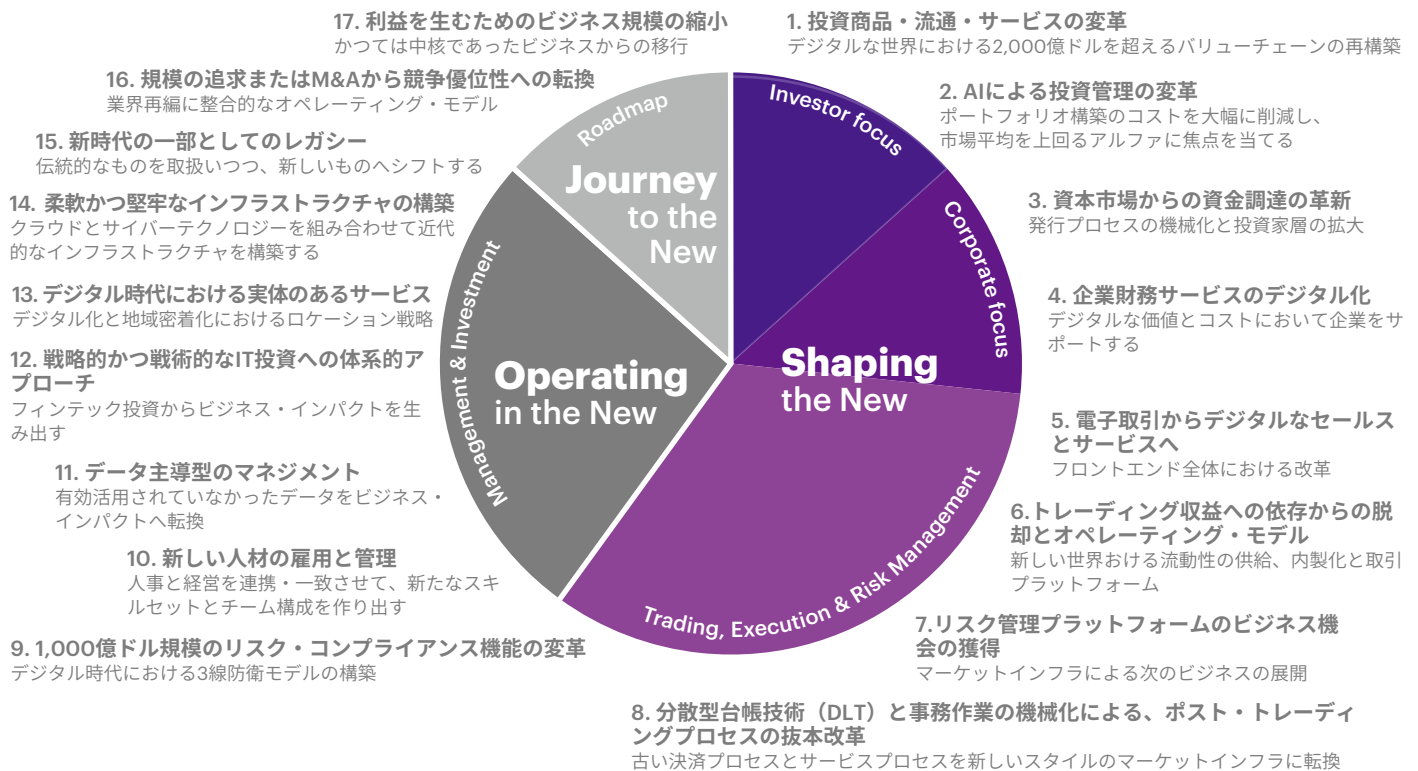 17. 利益を生むためのビジネス規模の縮小
かつては中核であったビジネスからの移行
1. 投資商品・流通・サービスの変革
デジタルな世界における2,000億ドルを超えるバリューチェーンの再構築
16. 規模の追求またはM&Aから競争優位性への転換
業界再編に整合的なオペレーティング・モデル
2. AIによる投資管理の変革
ポートフォリオ構築のコストを大幅に削減し、
市場平均を上回るアルファに焦点を当てる
15. 新時代の一部としてのレガシー
伝統的なものを取扱いつつ、新しいものへシフトする
3. 資本市場からの資金調達の革新
発行プロセスの機械化と投資家層の拡大
14. 柔軟かつ堅牢なインフラストラクチャの構築
クラウドとサイバーテクノロジーを組み合わせて近代
的なインフラストラクチャを構築する
4. 企業財務サービスのデジタル化
デジタルな価値とコストにおいて企業をサ
ポートする
13. デジタル時代における実体のあるサービス
デジタル化と地域密着化におけるロケーション戦略
12. 戦略的かつ戦術的なIT投資への体系的ア
プローチ
フィンテック投資からビジネス・インパクトを生
み出す
5. 電子取引からデジタルなセールス
とサービスへ
フロントエンド全体における改革
11. データ主導型のマネジメント
有効活用されていなかったデータをビジネス・
インパクトへ転換
6.トレーディング収益への依存からの脱
却とオペレーティング・モデル
新しい世界おける流動性の供給、内製化と取引
プラットフォーム
10. 新しい人材の雇用と管理
人事と経営を連携・一致させて、新たなスキ
ルセットとチーム構成を作り出す
7.リスク管理プラットフォームのビジネス機
会の獲得
マーケットインフラによる次のビジネスの展開
9. 1,000億ドル規模のリスク・コンプライアンス機能の変革
デジタル時代における3線防衛モデルの構築
8. 分散型台帳技術（DLT）と事務作業の機械化による、ポスト・トレーディ
ングプロセスの抜本改革
古い決済プロセスとサービスプロセスを新しいスタイルのマーケットインフラに転換
Roadmap
Journey
to the
New
Investor focus
Corporate focus
Management & Investment
Operating
in the New
Shaping
the New
Trading, Execution & Risk Management